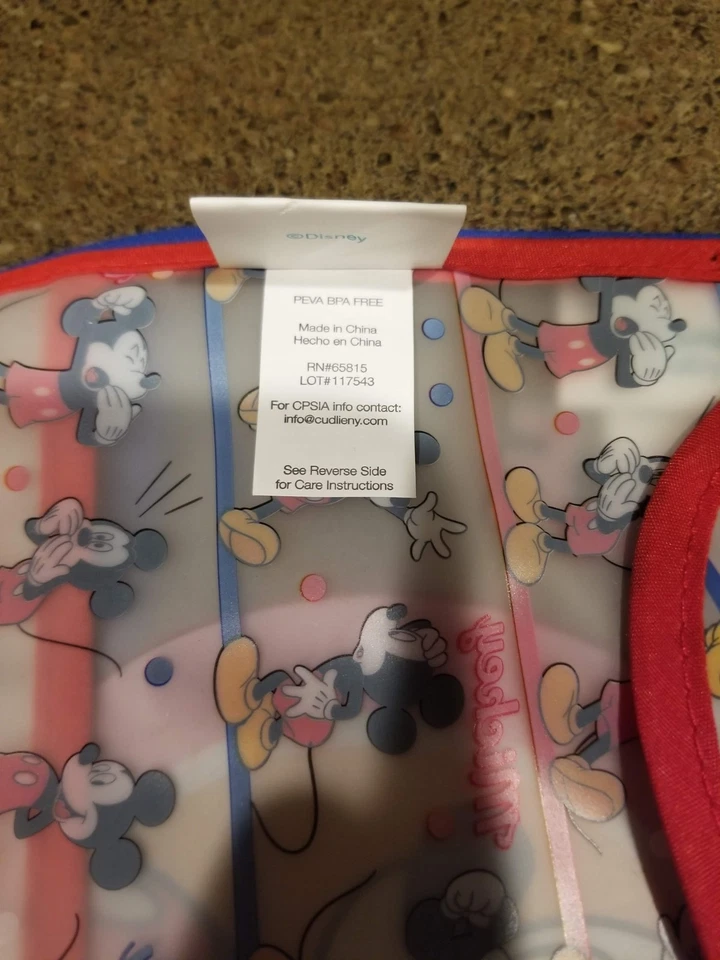 ©Disney
PEVA BPA FREE
Made in China
Hecho en China
RN#65815
LOT#117543
For CPSIA info contact:
info@cudlieny.com
See Reverse Side
for Care Instructions
Mickey